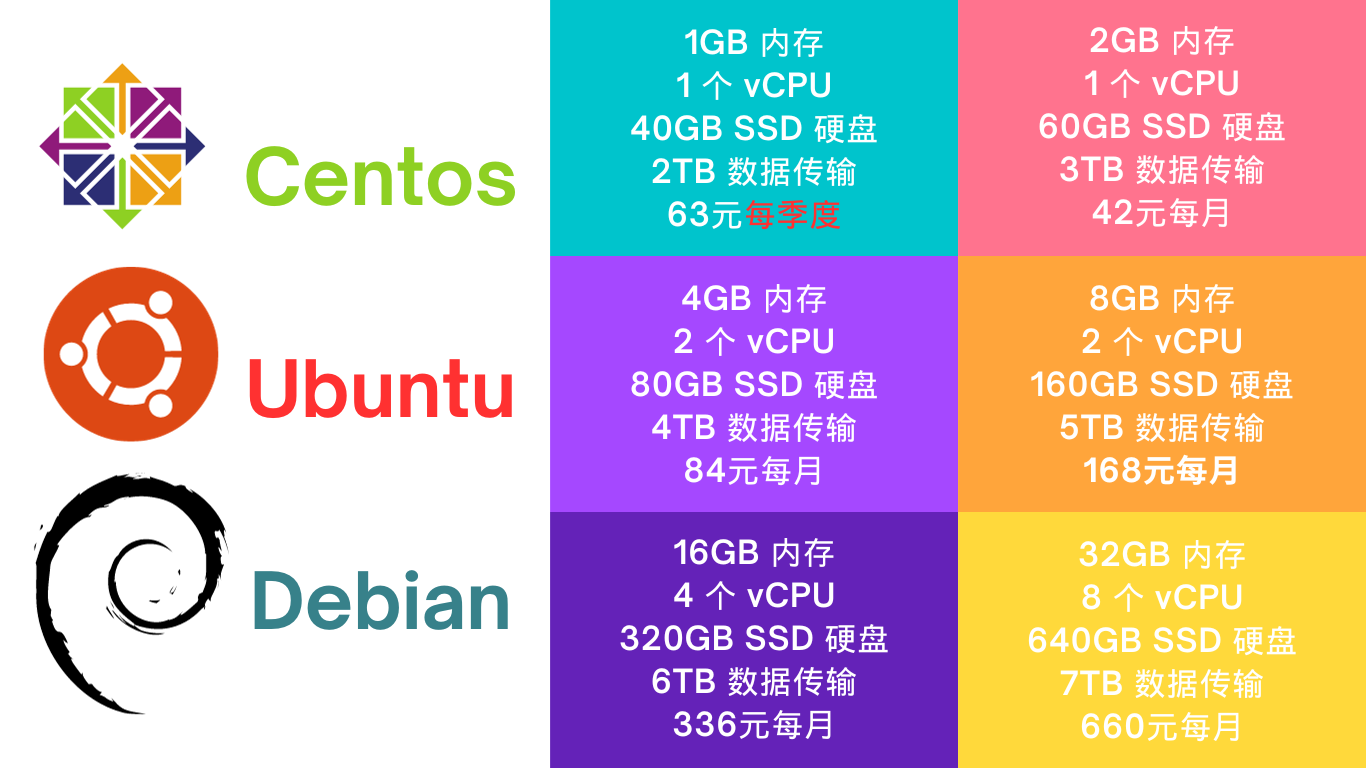 Centos
Ubuntu
Debian
1GB 内存
1 个 vCPU
40GB SSD 硬盘
2TB 数据传输
63元每季度
2GB 内存
1 个 vCPU
60GB SSD 硬盘
3TB 数据传输
42元每月
4GB 内存
2 个 vCPU
80GB SSD 硬盘
4TB 数据传输
84元每月
8GB 内存
2 个 vCPU
160GB SSD 硬盘
5TB 数据传输
168元每月
16GB 内存
4 个 vCPU
320GB SSD 硬盘
6TB 数据传输
336元每月
32GB 内存
8 个 vCPU
640GB SSD 硬盘
7TB 数据传输
660元每月